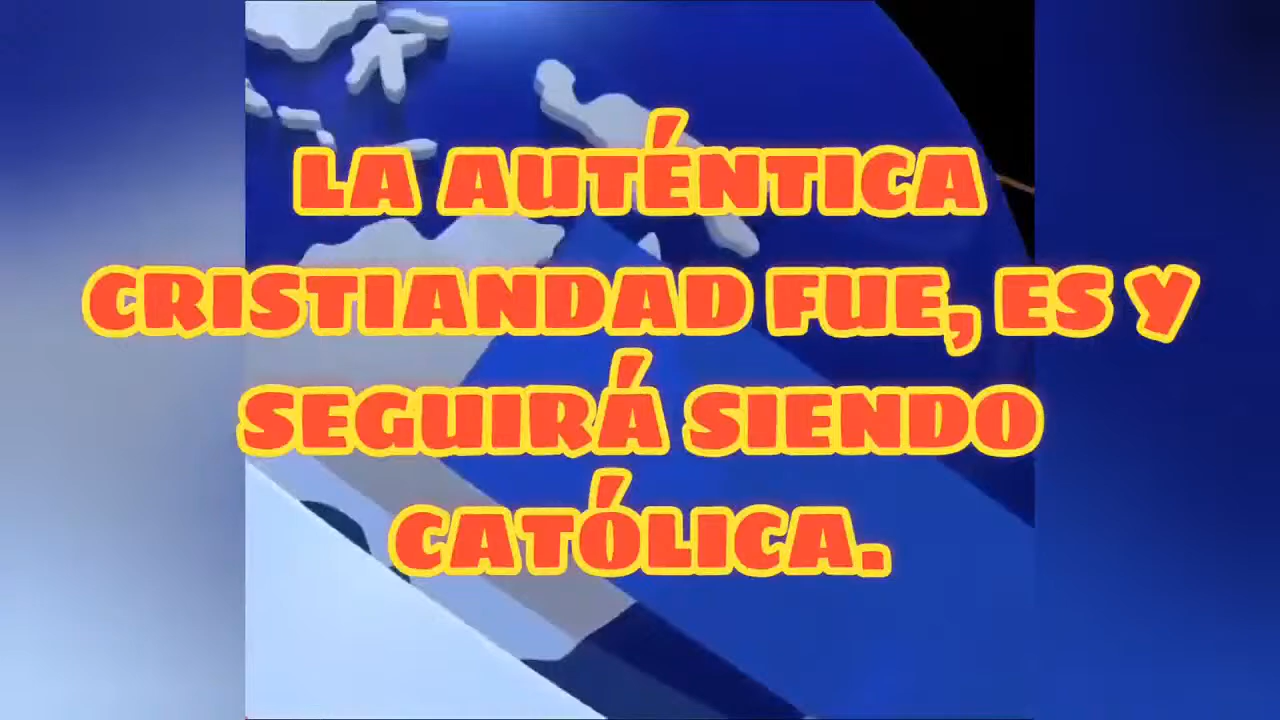 LA AUTÉNTICA
CRISTIANDAD FUE, ES Y
SEGUIRÁ SIENDO
CATÓLICA.